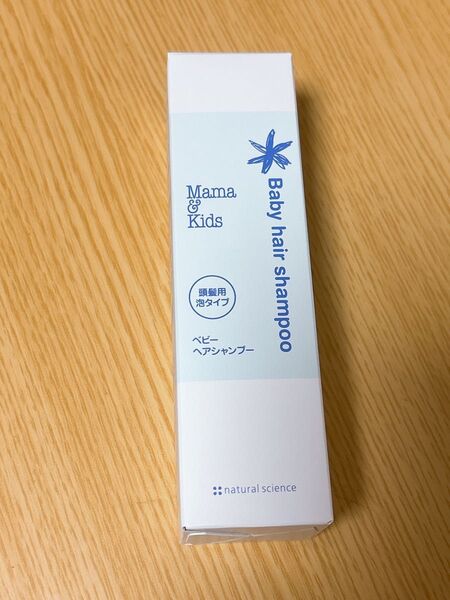 Baby hair shampoo
Mama
&
Kids
頭髪用
泡タイプ
ベビー
ヘアシャンプー
natural science